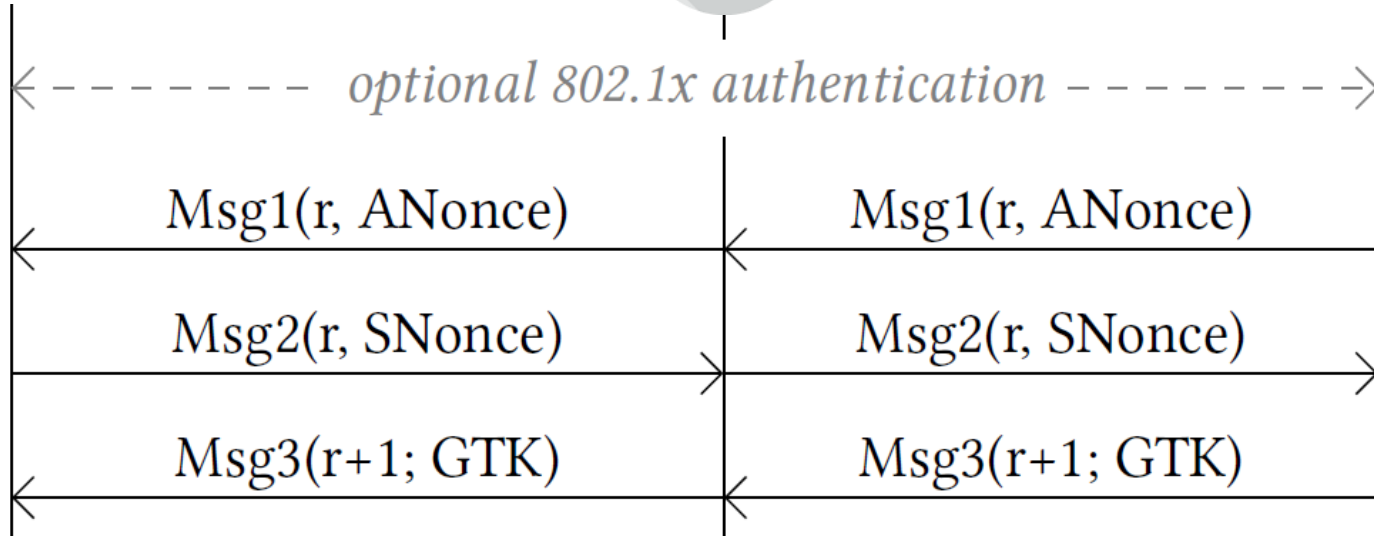 optional 802.1x authentication
Msg1(r, ANonce) Msg1(r, ANonce)
Msg2(r, SNonce) Msg2(r, SNonce)
Msg3(r+1; GTK) Msg3(r+1; GTK)